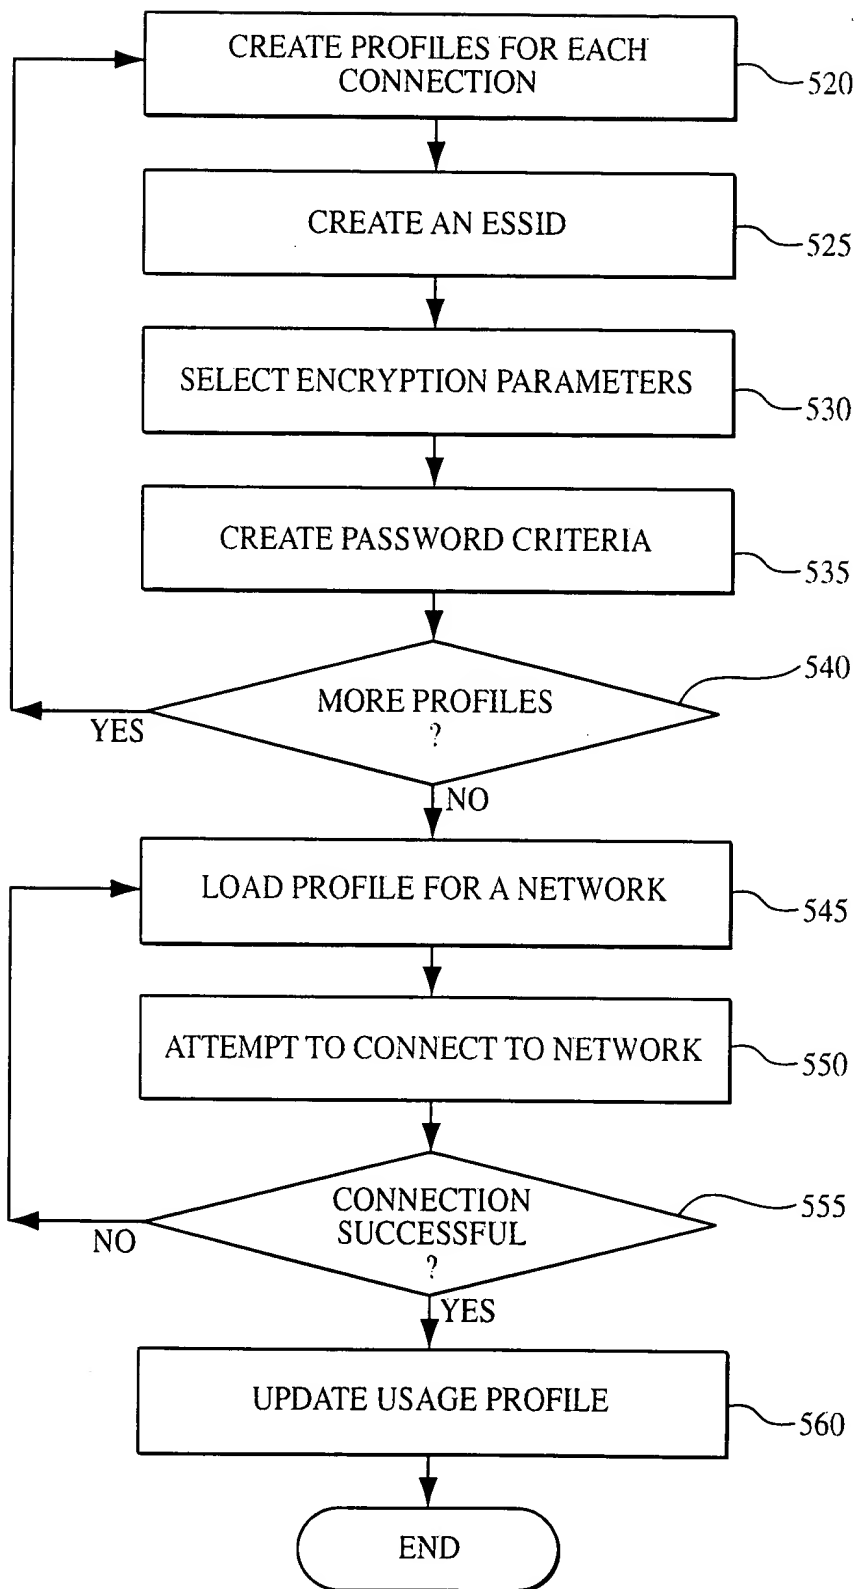 CREATE PROFILES FOR EACH
CONNECTION
520
CREATE AN ESSID
525
SELECT ENCRYPTION PARAMETERS
530
CREATE PASSWORD CRITERIA
535
540
MORE PROFILES
?
YES
NO
LOAD PROFILE FOR A NETWORK
545
ATTEMPT TO CONNECT TO NETWORK
550
CONNECTION
SUCCESSFUL
?
555
NO
YES
UPDATE USAGE PROFILE
560
END